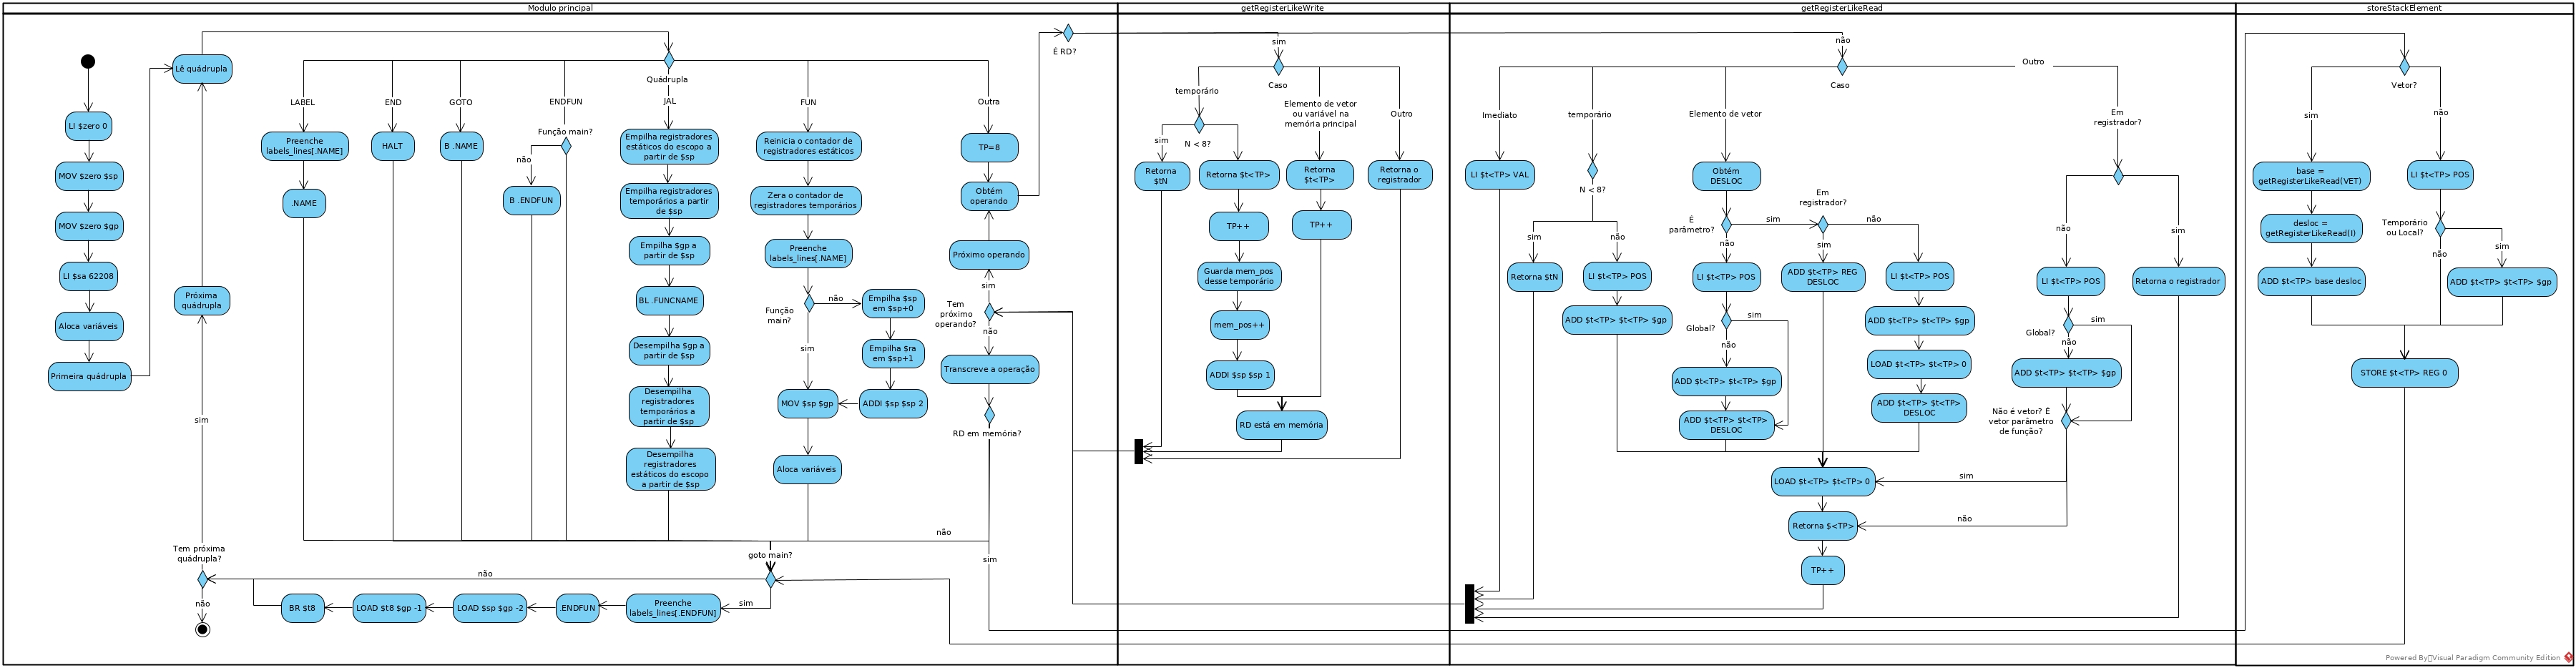 Modulo principal
getRegisterLikeWrite
getRegisterLikeRead
storeStackElement
LI $zero 0
MOV $zero $sp
MOV $zero $gp
LI $sa 62208
Aloca variáveis
Primeira quádrupla
Lê quádrupla
Próxima
quádrupla
sim
Tem próxima
quádrupla?
não
Quádrupla
LABEL
Preenche
labels_lines[.NAME]
.NAME
END
HALT
GOTO
B .NAME
ENDFUN
Função main?
não
B .ENDFUN
JAL
Empilha registradores
estáticos do escopo a
partir de $sp
Empilha registradores
temporários a partir
de $sp
Empilha $gp a
partir de $sp
BL .FUNCNAME
Desempilha $gp a
partir de $sp
Desempilha
registradores
temporários a
partir de $sp
Desempilha
registradores
estáticos do escopo
a partir de $sp
FUN
Reinicia o contador de
registradores estáticos
Zera o contador de
registradores temporários
Preenche
labels_lines[.NAME]
Função
main?
não
sim
Empilha $sp
em $sp+0
Empilha $ra
em $sp+1
ADDI $sp $sp 2
MOV $sp $gp
Aloca variáveis
Outra
TP=8
Obtém
operando
Próximo operando
sim
Tem
próximo
operando?
não
Transcreve a operação
RD em memória?
não
sim
goto main?
não
sim
Preenche
labels_lines[.ENDFUN]
.ENDFUN
LOAD $sp $gp -2
LOAD $t8 $gp -1
BR $t8
É RD?
sim
Caso
temporário
N < 8?
sim
Retorna
$tN
Retorna $t<TP>
TP++
Guarda mem_pos
desse temporário
mem_pos++
ADDI $sp $sp 1
Elemento de vetor
ou variável na
memória principal
Retorna
$t<TP>
TP++
RD está em memória
Outro
Retorna o
registrador
não
Caso
Imediato
LI $t<TP> VAL
temporário
N < 8?
sim
Retorna $tN
não
LI $t<TP> POS
ADD $t<TP> $t<TP> $gp
Elemento de vetor
Obtém
DESLOC
É
parâmetro?
sim
não
LI $t<TP> POS
Global?
sim
não
ADD $t<TP> $t<TP> $gp
ADD $t<TP> $t<TP>
DESLOC
Em
registrador?
não
sim
ADD $t<TP> REG
DESLOC
LI $t<TP> POS
ADD $t<TP> $t<TP> $gp
LOAD $t<TP> $t<TP> 0
ADD $t<TP> $t<TP>
DESLOC
Outro
Em
registrador?
não
sim
LI $t<TP> POS
Retorna o registrador
Global?
sim
não
ADD $t<TP> $t<TP> $gp
Não é vetor? É
vetor parâmetro
de função?
sim
não
LOAD $t<TP> $t<TP> 0
Retorna $<TP>
TP++
Vetor?
sim
não
base =
getRegisterLikeRead(VET)
desloc =
getRegisterLikeRead(I)
ADD $t<TP> base desloc
LI $t<TP> POS
Temporário
ou Local?
sim
não
ADD $t<TP> $t<TP> $gp
STORE $t<TP> REG 0
Powered By Visual Paradigm Community Edition